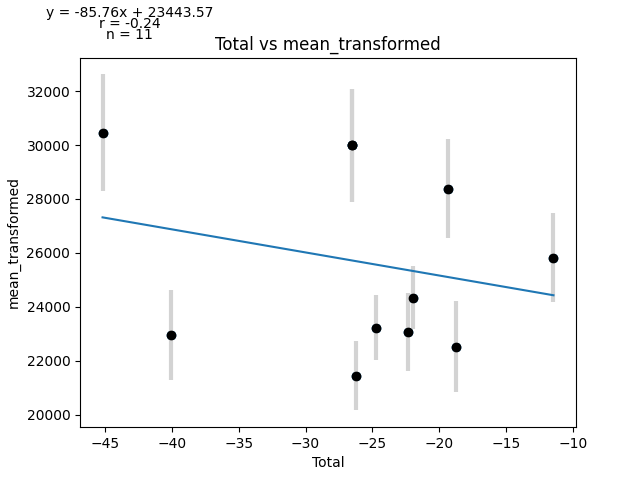 y = -85.76x + 23443.57
r = -0.24
n = 11
Total vs mean_transformed
32000
30000
28000
26000
24000
22000
20000
mean_transformed
−45 −40 −35 −30 −25 −20 −15 −10
Total